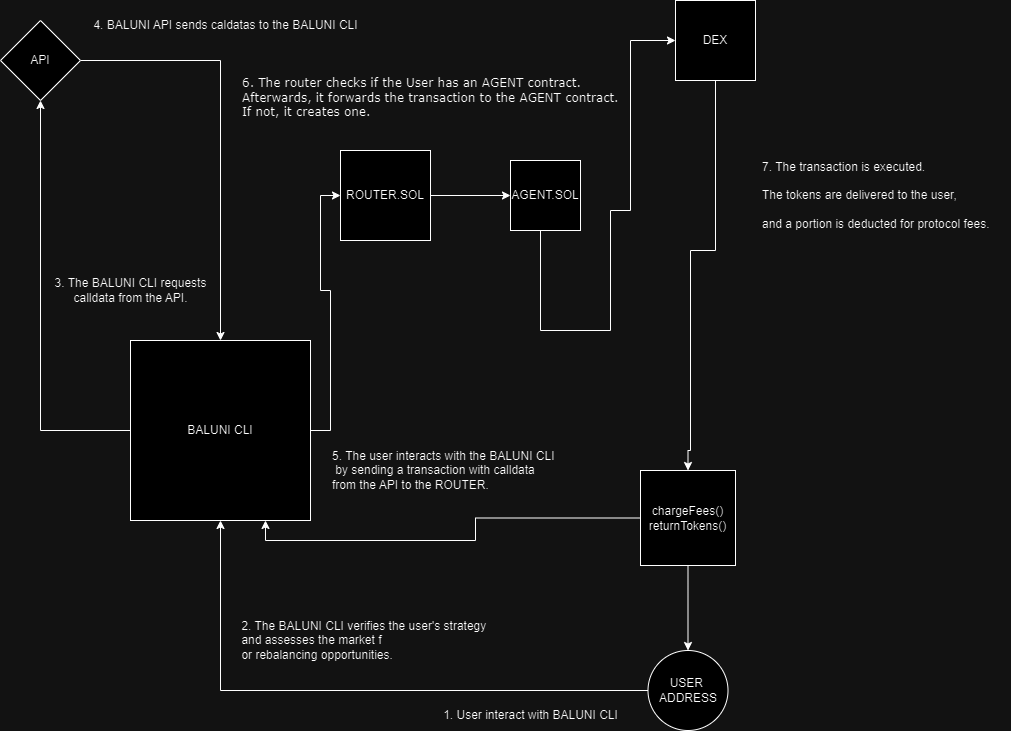 4. BALUNI API sends caldatas to the BALUNI CLI
API
DEX
6. The router checks if the User has an AGENT contract.
Afterwards, it forwards the transaction to the AGENT contract.
If not, it creates one.
7. The transaction is executed.
The tokens are delivered to the user,
and a portion is deducted for protocol fees.
ROUTER.SOL
AGENT.SOL
3. The BALUNI CLI requests
calldata from the API.
BALUNI CLI
5. The user interacts with the BALUNI CLI
by sending a transaction with calldata
from the API to the ROUTER.
chargeFees()
returnTokens()
2. The BALUNI CLI verifies the user's strategy
and assesses the market f
or rebalancing opportunities.
USER
ADDRESS
1. User interact with BALUNI CLI